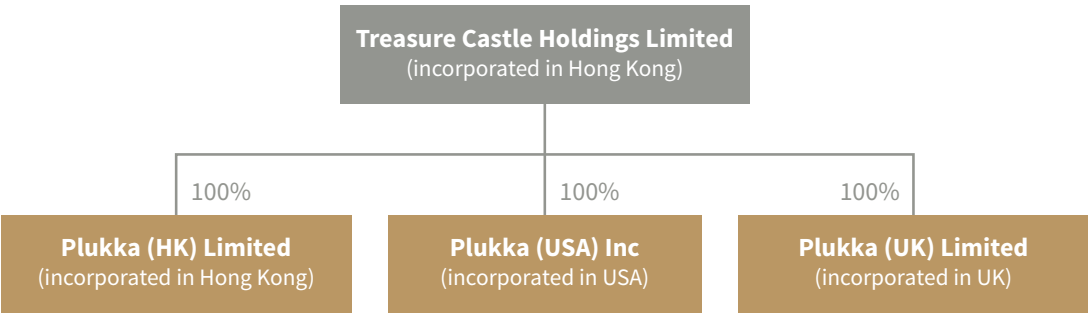 Treasure Castle Holdings Limited
(incorporated in Hong Kong)
100%
100%
100%
Plukka (HK) Limited
(incorporated in Hong Kong)
Plukka (USA) Inc
(incorporated in USA)
Plukka (UK) Limited
(incorporated in UK)